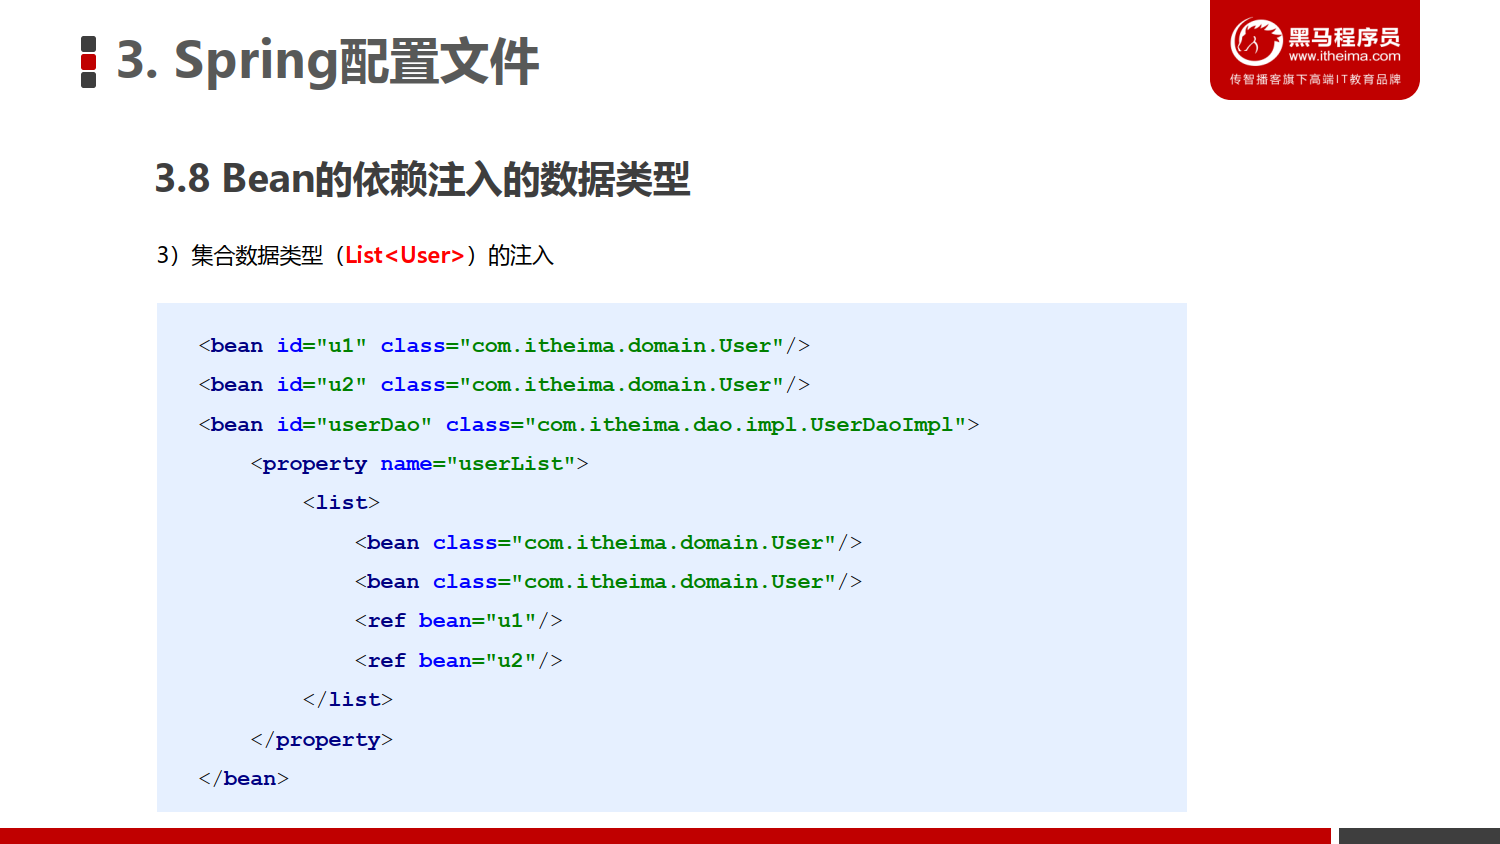 3. Spring配置文件
黑马程序员
www.itheima.com
传智播客旗下高端IT教育品牌
3.8 Bean的依赖注入的数据类型
3）集合数据类型（List<User>）的注入
<bean id="u1" class="com.itheima.domain.User"/>
<bean id="u2" class="com.itheima.domain.User"/>
<bean id="userDao" class="com.itheima.dao.impl.UserDaoImpl">
    <property name="userList">
        <list>
            <bean class="com.itheima.domain.User"/>
            <bean class="com.itheima.domain.User"/>
            <ref bean="u1"/>
            <ref bean="u2"/>
        </list>
    </property>
</bean>